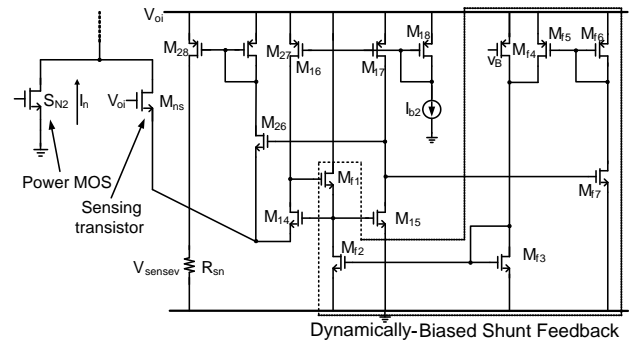 V_oi
M_28
M_27
M_16
M_17
M_18
v_B
M_f4
M_f5
M_f6
S_N2
I_n
V_oi
M_ns
I_b2
M_26
Power MOS
Sensing
transistor
M_f1
M_f7
M_14
M_15
M_f2
M_f3
V_sensev
R_sn
Dynamically-Biased Shunt Feedback